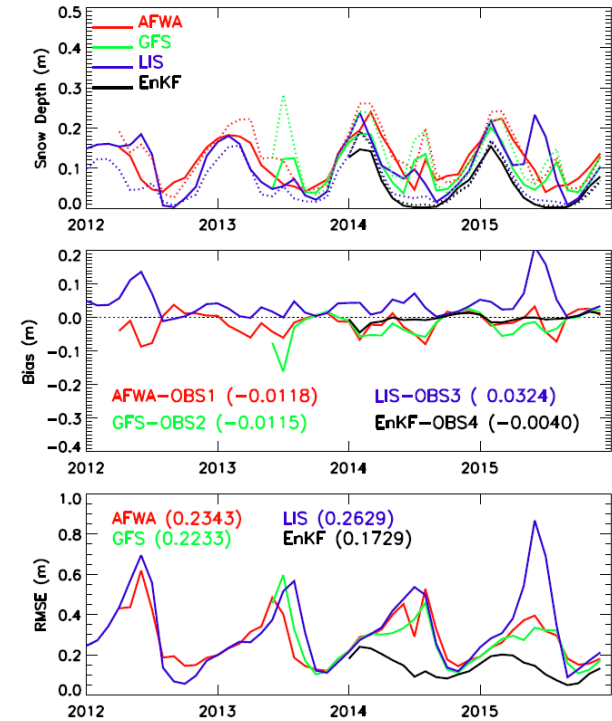 0.5
0.3
0.2
0.1
0.0
Snow Depth (m)
AFWA
GFS
LIS
EnKF
2012 2013 2014 2015
0.2
0.1
0.0
-0.1
-0.2
-0.3
-0.4
Bias (m)
AFWA-OBS1 (-0.0118) LIS-OBS3 ( 0.0324)
GFS-OBS2 (-0.0115) EnKF-OBS4 (-0.0040)
2012 2013 2014 2015
1.0
0.8
0.6
0.4
0.2
0.0
RMSE (m)
AFWA (0.2343) LIS (0.2629)
GFS (0.2233) EnKF (0.1729)
2012 2013 2014 2015